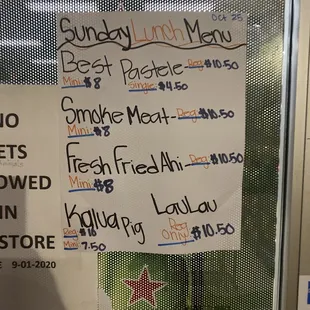 Oct 25
Sunday Lunch Menu
Best Pastele- Reg $10.50
Mini-$8 Single-$4.50
Smoke Meat- Reg-$10.50
Mini-$8
Fresh Fried Ahi- Reg-$10.50
Mini-$8
Kalua Pig
Reg $10
Mini 7.50
LauLau
Reg Only- $10.50
NO
ETS
OWED
IN
STORE
9-01-2020